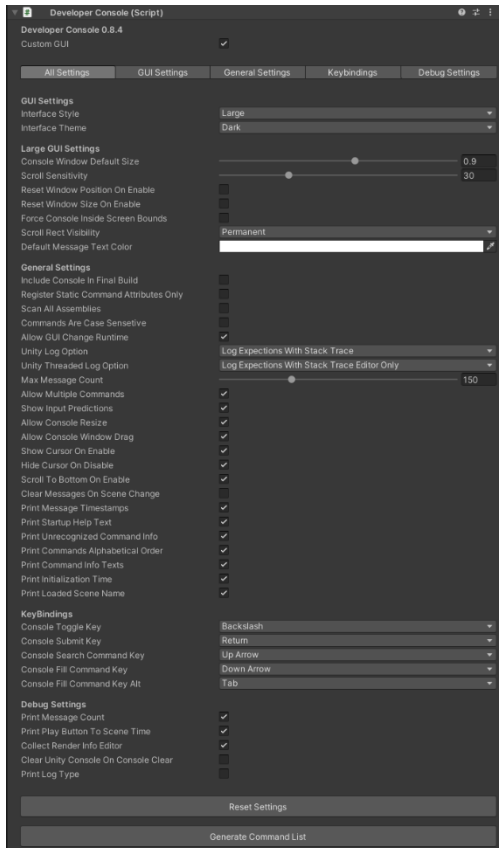 Developer Console (Script)
Developer Console 0.8.4
Custom GUI
All Settings GUI Settings General Settings Keybindings Debug Settings
GUI Settings
Interface Style Large
Interface Theme Dark
Large GUI Settings
Console Window Default Size 0.9
Scroll Sensitivity 30
Reset Window Position On Enable
Reset Window Size On Enable
Force Console Inside Screen Bounds
Scroll Rect Visibility Permanent
Default Message Text Color
General Settings
Include Console In Final Build
Register Static Command Attributes Only
Scan All Assemblies
Commands Are Case Sensetive
Allow GUI Change Runtime
Unity Log Option Log Expections With Stack Trace
Unity Threaded Log Option Log Expections With Stack Trace Editor Only
Max Message Count 150
Allow Multiple Commands
Show Input Predictions
Allow Console Resize
Allow Console Window Drag
Show Cursor On Enable
Hide Cursor On Disable
Scroll To Bottom On Enable
Clear Messages On Scene Change
Print Message Timestamps
Print Startup Help Text
Print Unrecognized Command Info
Print Commands Alphabetical Order
Print Command Info Texts
Print Initialization Time
Print Loaded Scene Name
KeyBindings
Console Toggle Key Backslash
Console Submit Key Return
Console Search Command Key Up Arrow
Console Fill Command Key Down Arrow
Console Fill Command Key Alt Tab
Debug Settings
Print Message Count
Print Play Button To Scene Time
Collect Render Info Editor
Clear Unity Console On Console Clear
Print Log Type
Reset Settings
Generate Command List